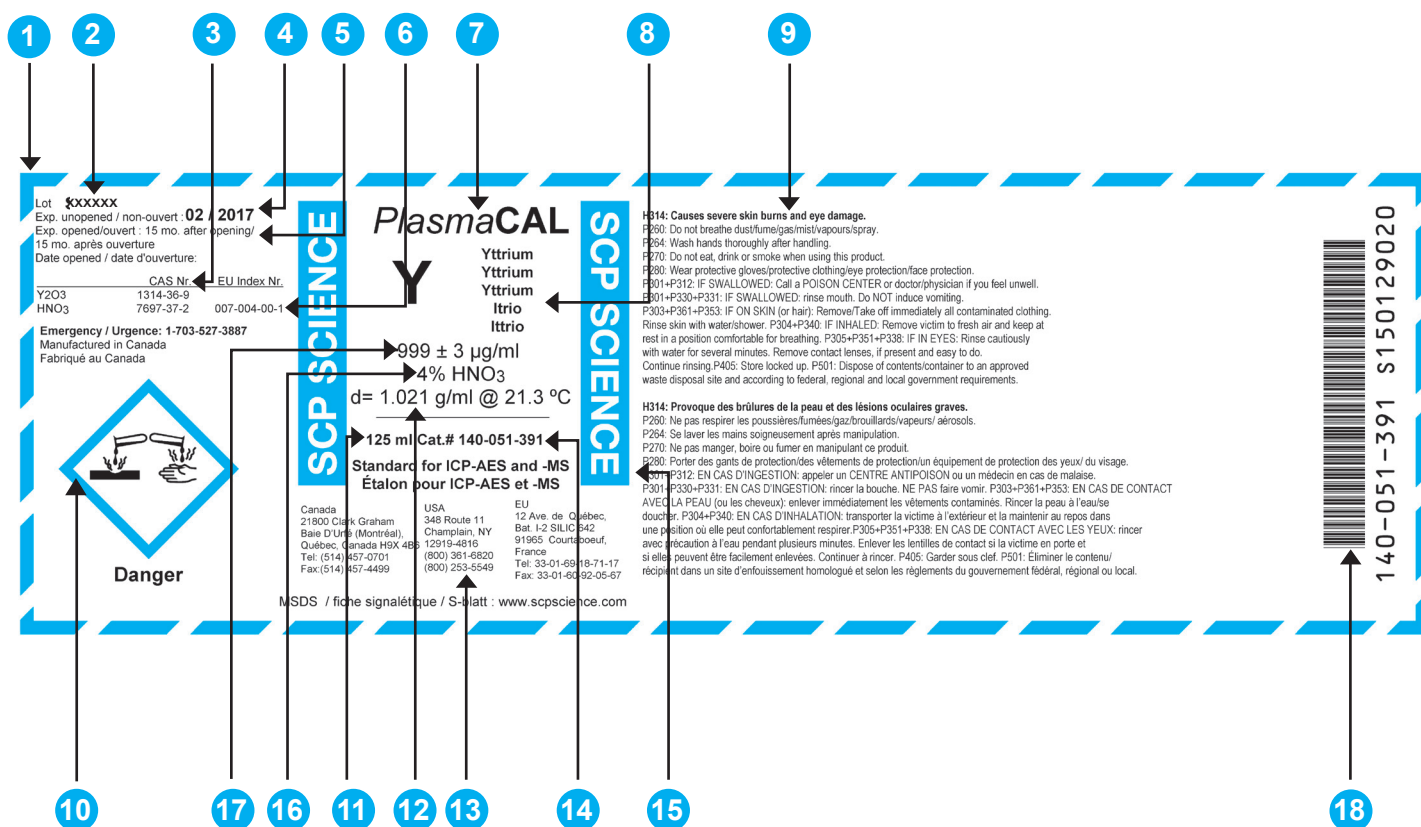 1 2 3 4 5 6 7 8 9
Lot xxxxxx
Exp. unopened / non-ouvert : 02 / 2017
Exp. opened/ouvert : 15 mo. after opening/
15 mo. après ouverture
Date opened / date d'ouverture:
CAS Nr. EU Index Nr.
Y2O3 1314-36-9
HNO3 7697-37-2 007-004-00-1
Emergency / Urgence: 1-703-527-3887
Manufactured in Canada
Fabriqué au Canada
Danger
SCP SCIENCE
PlasmaCAL
Y
Yttrium
Yttrium
Yttrium
Itrio
Ittrio
999 ± 3 µg/ml
4% HNO3
d= 1.021 g/ml @ 21.3 ºC
125 ml Cat.# 140-051-391
Standard for ICP-AES and -MS
Étalon pour ICP-AES et -MS
Canada
21800 Clark Graham
Baie D'Urfé (Montréal),
Québec, Canada H9X 4B6
Tel: (514) 457-0701
Fax:(514) 457-4499
USA
348 Route 11
Champlain, NY
12919-4816
(800) 361-6820
(800) 253-5549
EU
12 Ave. de Québec,
Bat. I-2 SILIC 642
91965 Courtaboeuf,
France
Tel: 33-01-69-18-71-17
Fax: 33-01-60-92-05-67
MSDS / fiche signalétique / S-blatt : www.scpscience.com
SCP SCIENCE
H314: Causes severe skin burns and eye damage.
P260: Do not breathe dust/fume/gas/mist/vapours/spray.
P264: Wash hands thoroughly after handling.
P270: Do not eat, drink or smoke when using this product.
P280: Wear protective gloves/protective clothing/eye protection/face protection.
P301+P312: IF SWALLOWED: Call a POISON CENTER or doctor/physician if you feel unwell.
P301+P330+P331: IF SWALLOWED: rinse mouth. Do NOT induce vomiting.
P303+P361+P353: IF ON SKIN (or hair): Remove/Take off immediately all contaminated clothing.
Rinse skin with water/shower. P304+P340: IF INHALED: Remove victim to fresh air and keep at
rest in a position comfortable for breathing. P305+P351+P338: IF IN EYES: Rinse cautiously
with water for several minutes. Remove contact lenses, if present and easy to do.
Continue rinsing.P405: Store locked up. P501: Dispose of contents/container to an approved
waste disposal site and according to federal, regional and local government requirements.
H314: Provoque des brûlures de la peau et des lésions oculaires graves.
P260: Ne pas respirer les poussières/fumées/gaz/brouillards/vapeurs/ aérosols.
P264: Se laver les mains soigneusement après manipulation.
P270: Ne pas manger, boire ou fumer en manipulant ce produit.
P280: Porter des gants de protection/des vêtements de protection/un équipement de protection des yeux/ du visage.
P301+P312: EN CAS D'INGESTION: appeler un CENTRE ANTIPOISON ou un médecin en cas de malaise.
P301+P330+P331: EN CAS D'INGESTION: rincer la bouche. NE PAS faire vomir. P303+P361+P353: EN CAS DE CONTACT
AVEC LA PEAU (ou les cheveux): enlever immédiatement les vêtements contaminés. Rincer la peau à l'eau/se
doucher. P304+P340: EN CAS D'INHALATION: transporter la victime à l'extérieur et la maintenir au repos dans
une position où elle peut confortablement respirer.P305+P351+P338: EN CAS DE CONTACT AVEC LES YEUX: rincer
avec précaution à l'eau pendant plusieurs minutes. Enlever les lentilles de contact si la victime en porte et
si elles peuvent être facilement enlevées. Continuer à rincer. P405: Garder sous clef. P501: Éliminer le contenu/
récipient dans un site d'enfouissement homologué et selon les règlements du gouvernement fédéral, régional ou local.
140-051-391 S150129020
10 17 16 11 12 13 14 15 18